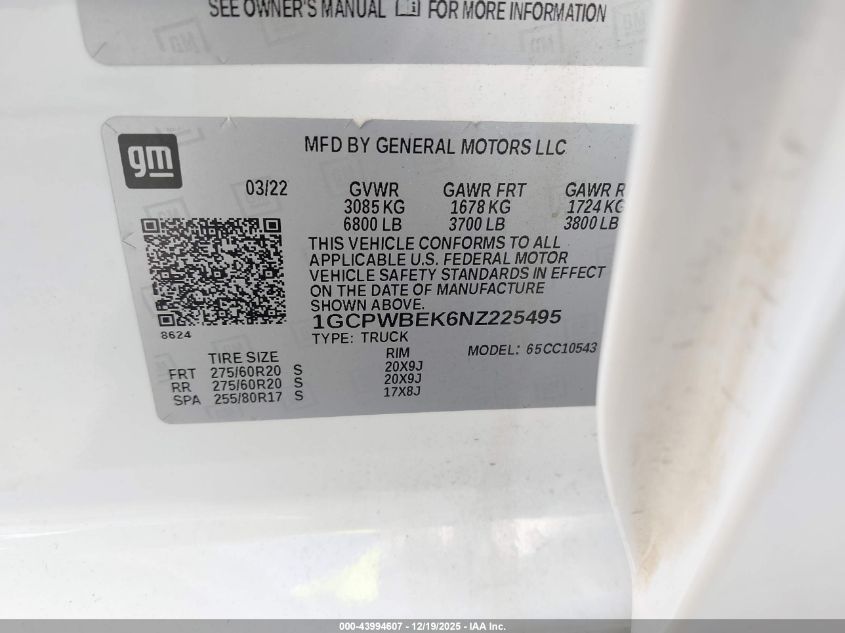 SEE OWNER'S MANUAL FOR MORE INFORMATION
gm
MFD BY GENERAL MOTORS LLC
03/22 GVWR GAWR FRT GAWR R
3085 KG 1678 KG 1724 KG
6800 LB 3700 LB 3800 LB
THIS VEHICLE CONFORMS TO ALL
APPLICABLE U.S. FEDERAL MOTOR
VEHICLE SAFETY STANDARDS IN EFFECT
ON THE DATE OF MANUFACTURE
SHOWN ABOVE.
1GCPWBEK6NZ225495
8624
TYPE: TRUCK
MODEL: 65CC10543
TIRE SIZE RIM
FRT 275/60R20 S 20X9J
RR 275/60R20 S 20X9J
SPA 255/80R17 S 17X8J
000-43994607 - 12/19/2025 - IAA Inc.